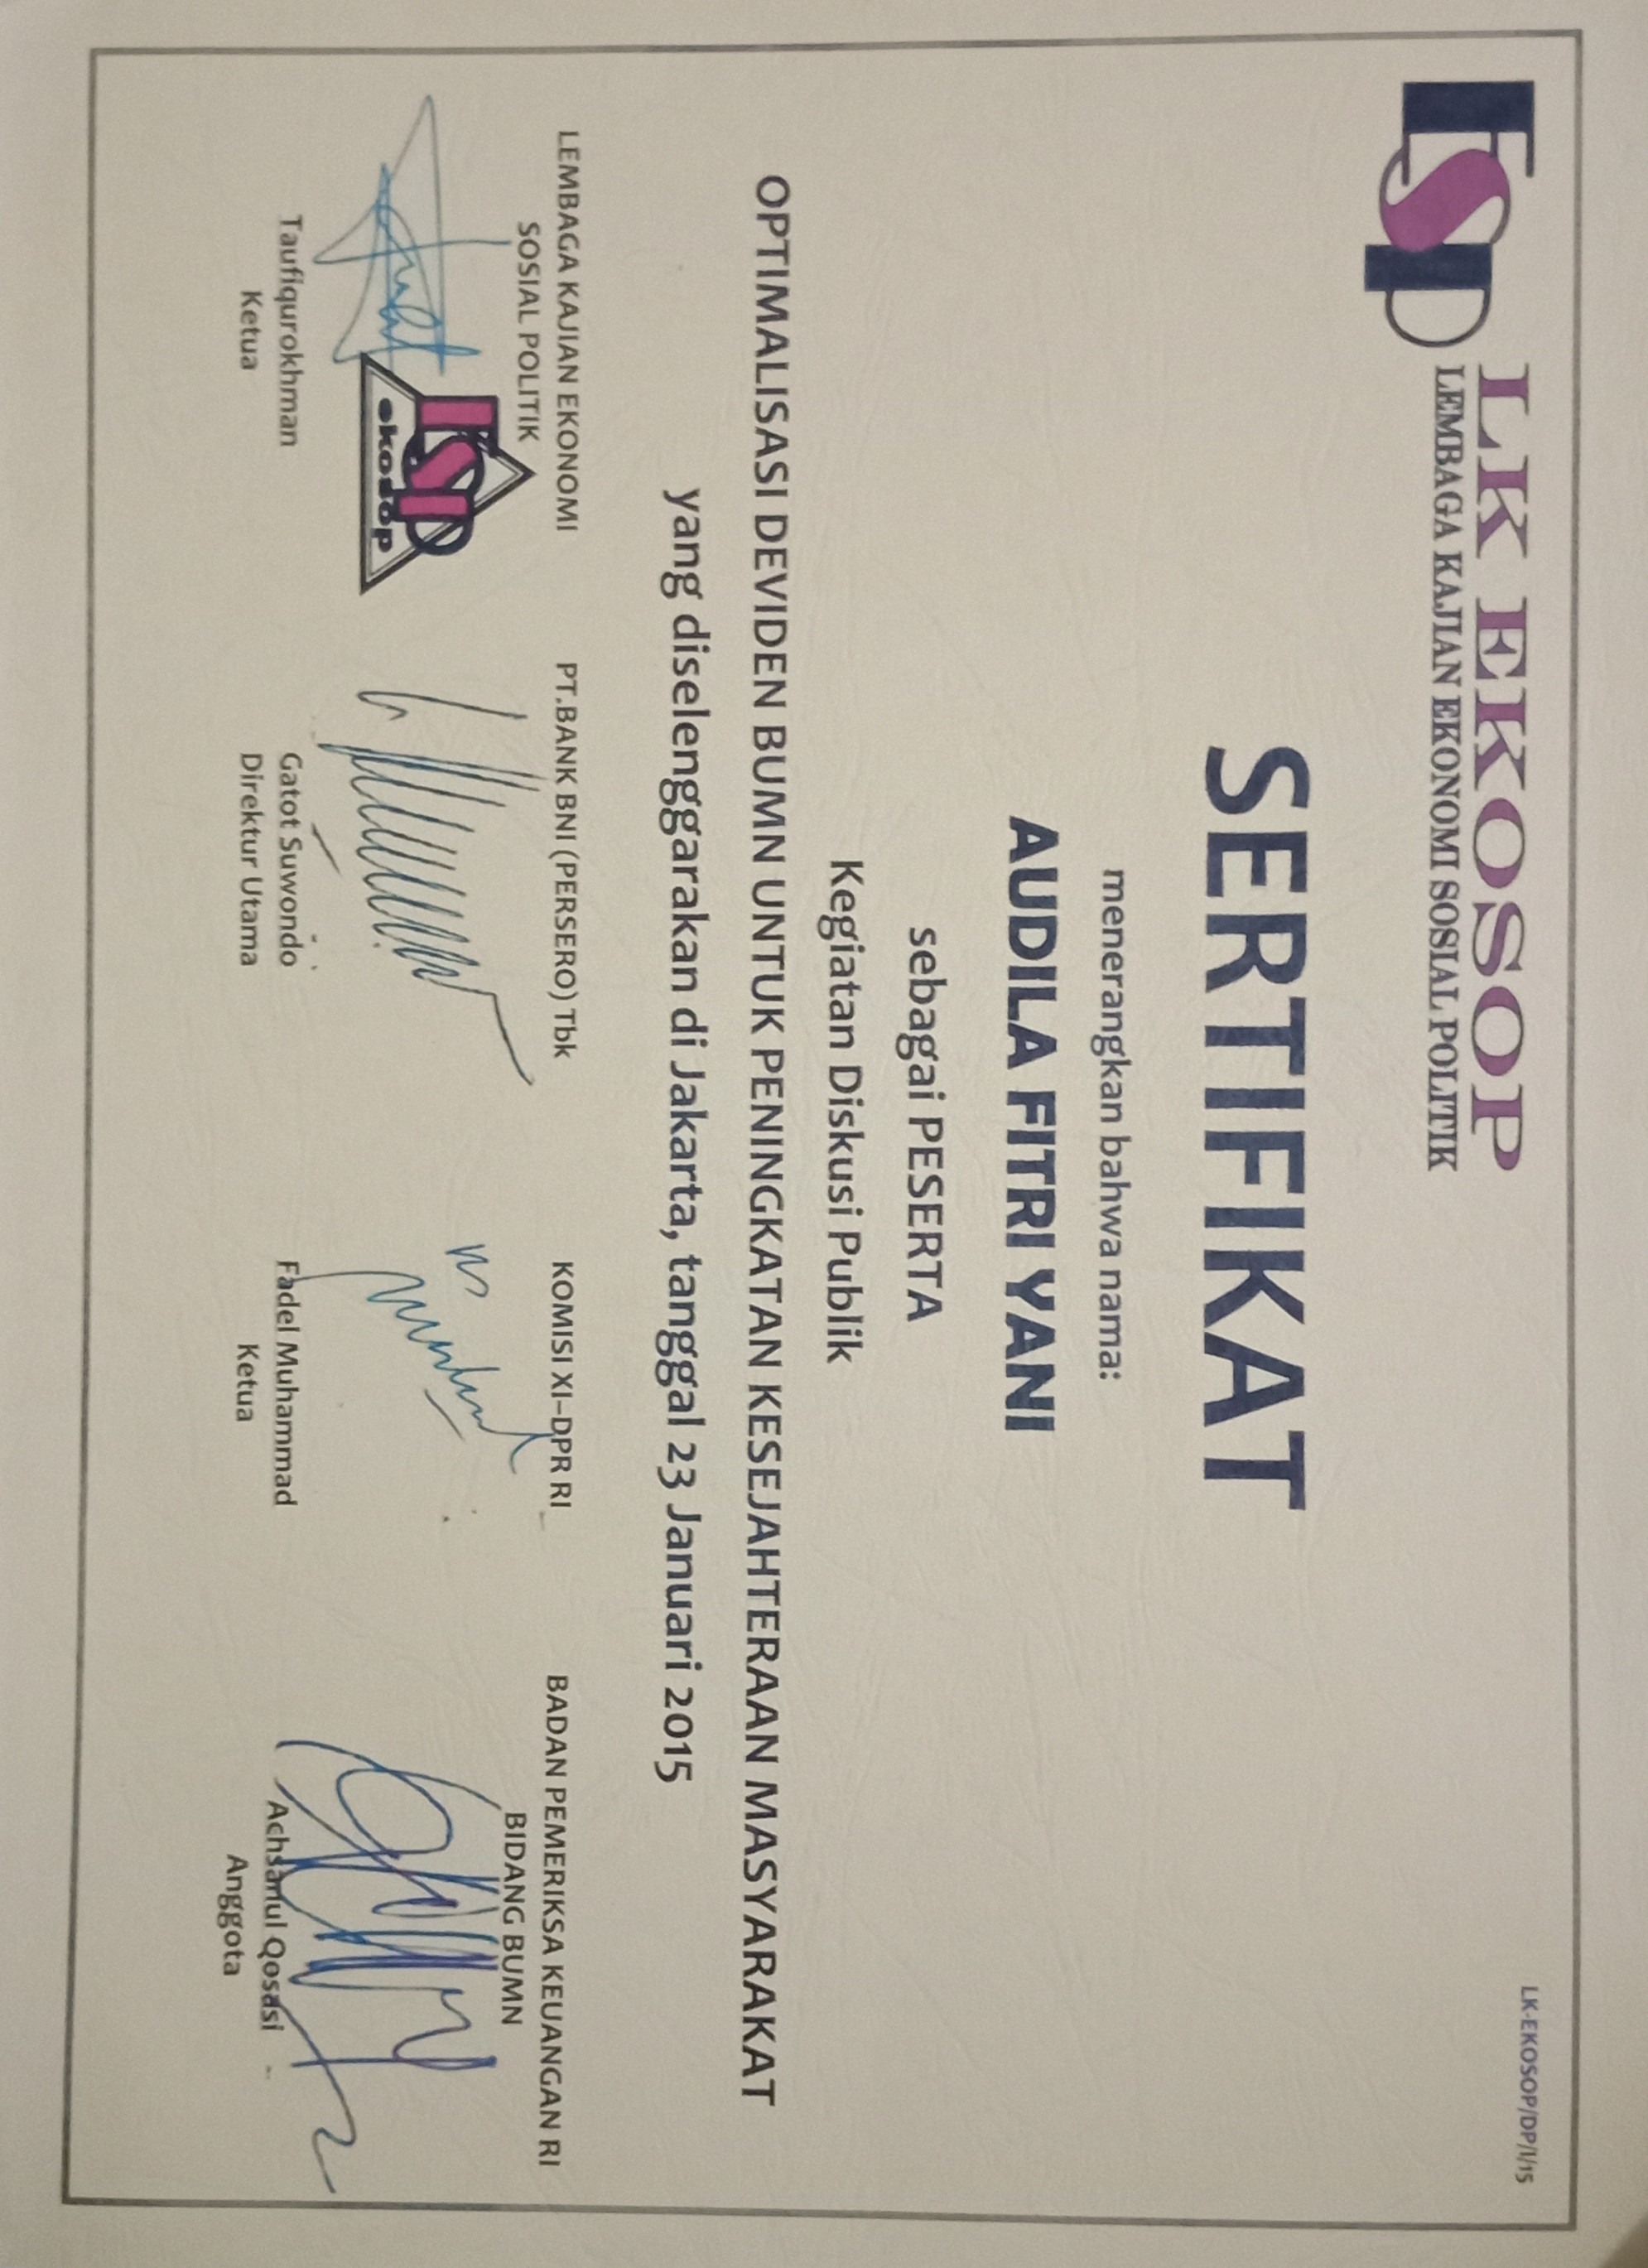 ESP
LK EKOSOP
LEMBAGA KAJIAN EKONOMI SOSIAL POLITIK
LK-EKOSOP/DP/I/15
SERTIFIKAT
menerangkan bahwa nama:
AUDILA FITRI YANI
sebagai PESERTA
Kegiatan Diskusi Publik
OPTIMALISASI DEVIDEN BUMN UNTUK PENINGKATAN KESEJAHTERAAN MASYARAKAT
yang diselenggarakan di Jakarta, tanggal 23 Januari 2015
LEMBAGA KAJIAN EKONOMI
SOSIAL POLITIK
ESP
ekosop
Taufiqurokhman
Ketua
PT.BANK BNI (PERSERO) Tbk
Gatot Suwondo
Direktur Utama
KOMISI XI–DPR RI
Fadel Muhammad
Ketua
BADAN PEMERIKSA KEUANGAN RI
BIDANG BUMN
Achsanul Qosasi
Anggota